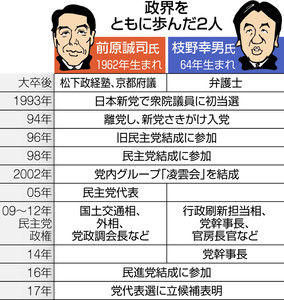 政界を
ともに歩んだ2人
前原誠司氏
1962年生まれ
枝野幸男氏
64年生まれ
大卒後
松下政経塾、京都府議
弁護士
1993年
日本新党で衆院議員に初当選
94年
離党し、新党さきがけ入党
96年
旧民主党結成に参加
98年
民主党結成に参加
2002年
党内グループ「凌雲会」を結成
05年
民主党代表
09〜12年
民主党
政権
国土交通相、
外相、
党政調会長など
行政刷新担当相、
党幹事長、
官房長官など
14年
党幹事長
16年
民進党結成に参加
17年
党代表選に立候補表明